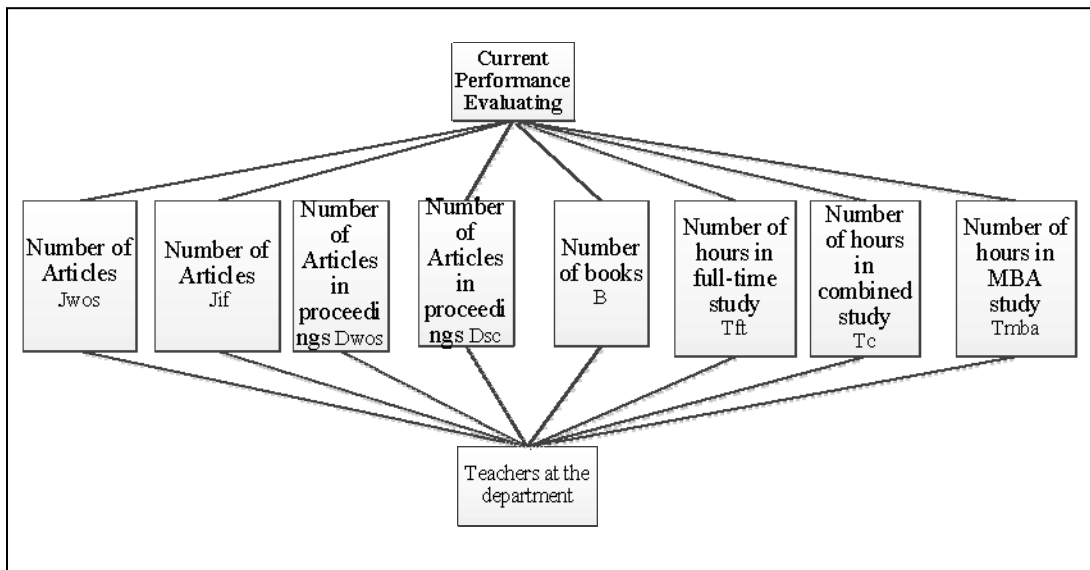 Current
Performance
Evaluating
Number of
Articles
Jwos
Number of
Articles
Jif
Number
of
Articles
in
proceedi
ngs Dwos
Number
of
Articles
in
proceedi
ngs Dsc
Number
of books
B
Number of
hours in
full-time
study
Tft
Number
of hours
in
combined
study
Tc
Number of
hours in
MBA
study
Tmba
Teachers at the
department